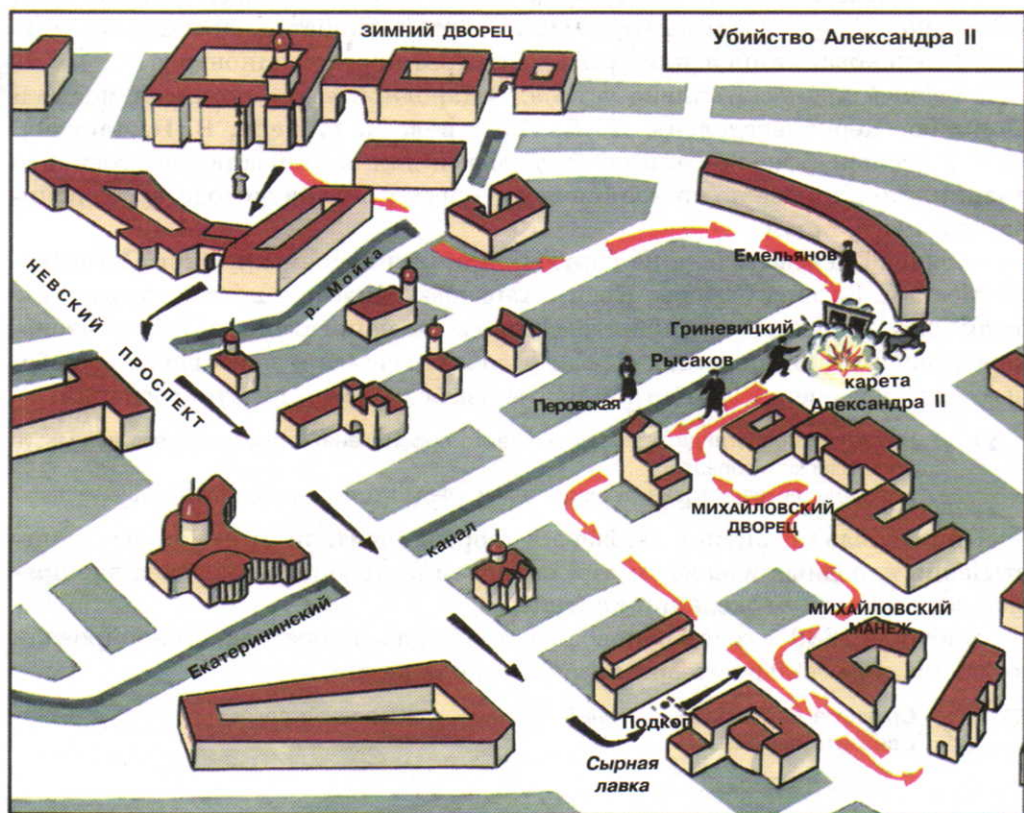 ЗИМНИЙ ДВОРЕЦ
Убийство Александра II
НЕВСКИЙ
ПРОСПЕКТ
р. Мойка
Емельянов
Гриневицкий
Рысаков
Перовская
карета
Александра II
МИХАЙЛОВСКИЙ
ДВОРЕЦ
канал
Екатерининский
МИХАЙЛОВСКИЙ
МАНЕЖ
Подкоп
Сырная
лавка